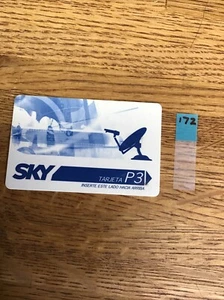 172
SKY
TARJETA P3
INSERTE ESTE LADO HACIA ARRIBA